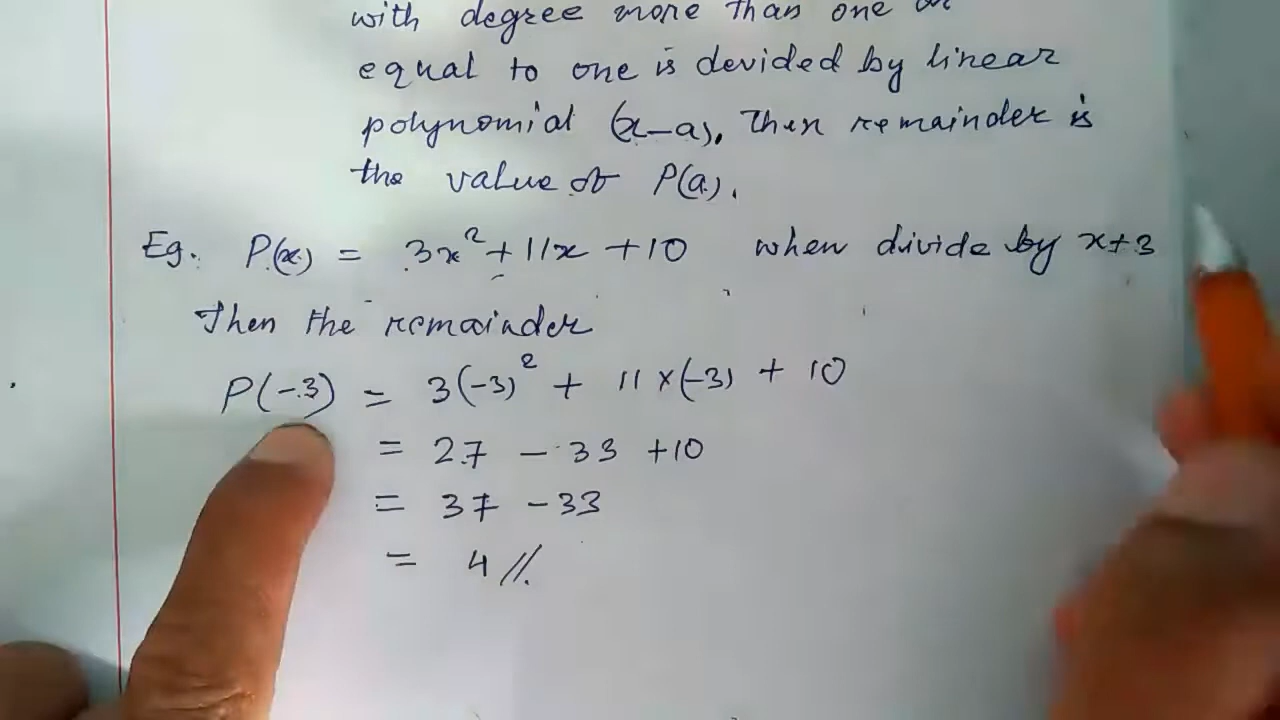 with degree more than one or
equal to one is devided by linear
polynomial (x-a), Then remainder is
the value of P(a).
Eg. P(x) = 3x² + 11x + 10 when divide by x+3
Then the remainder
P(-3) = 3(-3)² + 11 × (-3) + 10
= 27 - 33 + 10
= 37 - 33
= 4 //.